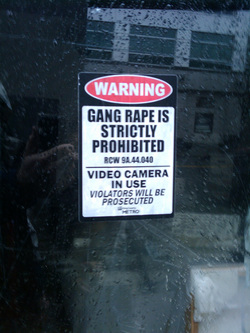 WARNING
GANG RAPE IS
STRICTLY
PROHIBITED
RCW 9A.44.040
VIDEO CAMERA
IN USE
VIOLATORS WILL BE
PROSECUTED
METRO